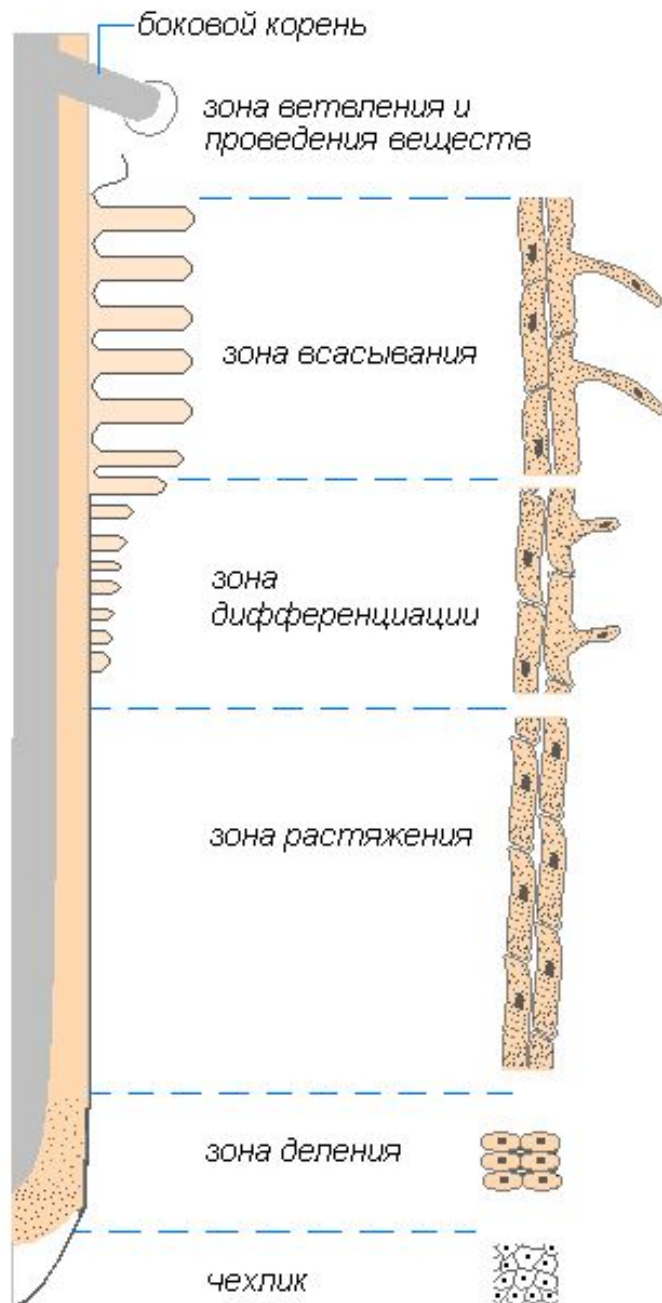 боковой корень
зона ветвления и
проведения веществ
зона всасывания
зона
дифференциации
зона растяжения
зона деления
чехлик